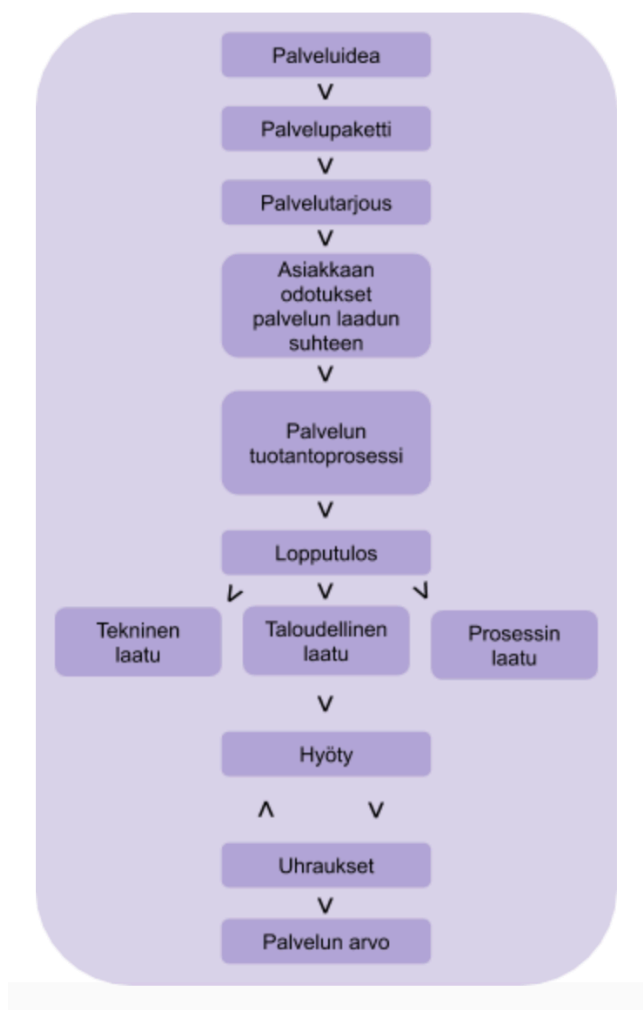 Palveluidea
V
Palvelupaketti
V
Palvelutarjous
V
Asiakkaan
odotukset
palvelun laadun
suhteen
V
Palvelun
tuotantoprosessi
V
Lopputulos
V V V
Tekninen
laatu
Taloudellinen
laatu
Prosessin
laatu
V
Hyöty
V V
Uhraukset
V
Palvelun arvo